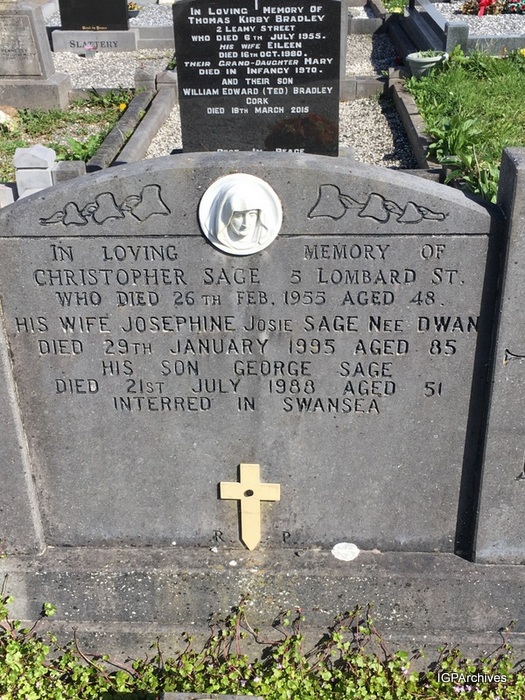 SLATTERY
IN LOVING MEMORY OF
THOMAS KIRBY BRADLEY
2 LEAMY STREET
WHO DIED 6TH JULY 1955.
HIS WIFE EILEEN
DIED 16TH OCT. 1980.
THEIR GRAND-DAUGHTER MARY
DIED IN INFANCY 1970.
AND THEIR SON
WILLIAM EDWARD (TED) BRADLEY
CORK
DIED 19TH MARCH 2015
REST IN PEACE
IN LOVING MEMORY OF
CHRISTOPHER SAGE 5 LOMBARD ST.
WHO DIED 26TH FEB. 1955 AGED 48.
HIS WIFE JOSEPHINE JOSIE SAGE NEE DWAN
DIED 29TH JANUARY 1995 AGED 85
HIS SON GEORGE SAGE
DIED 21ST JULY 1988 AGED 51
INTERRED IN SWANSEA
R P
IGPArchives